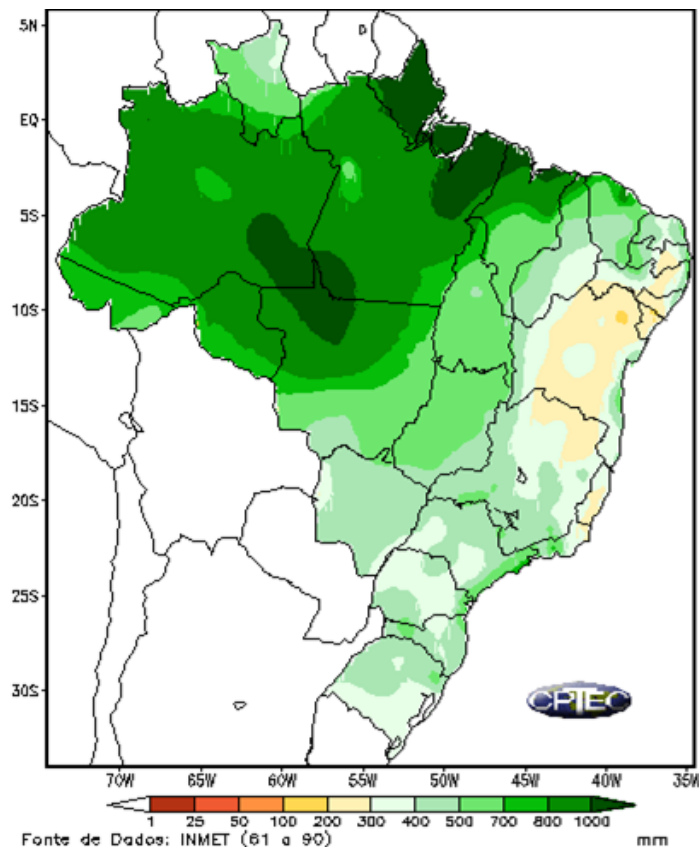 5N
EQ
5S
10S
15S
20S
25S
30S
CPTEC
70W 65W 60W 55W 50W 45W 40W 35W
1 25 50 100 200 300 400 500 700 800 1000
Fonte de Dados: INMET (61 a 90) mm